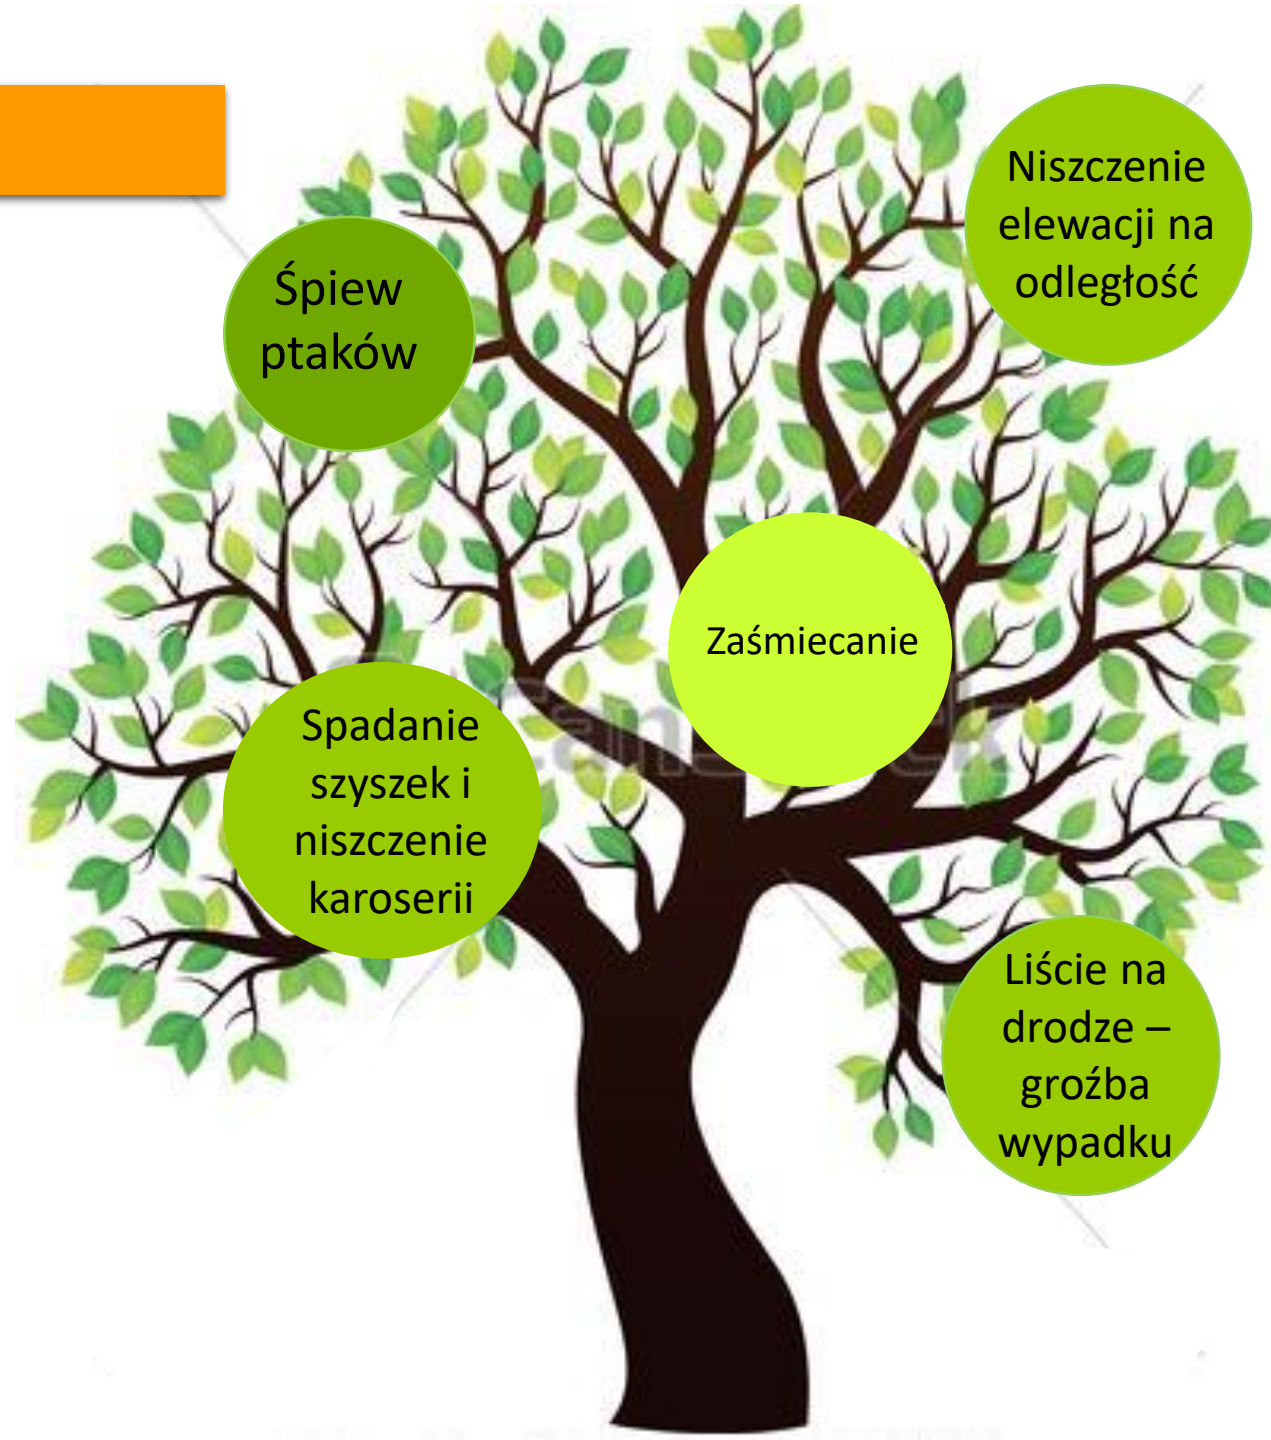 Niszczenie
elewacji na
odległość
Śpiew
ptaków
Zaśmiecanie
Spadanie
szyszek i
niszczenie
karoserii
Liście na
drodze –
groźba
wypadku